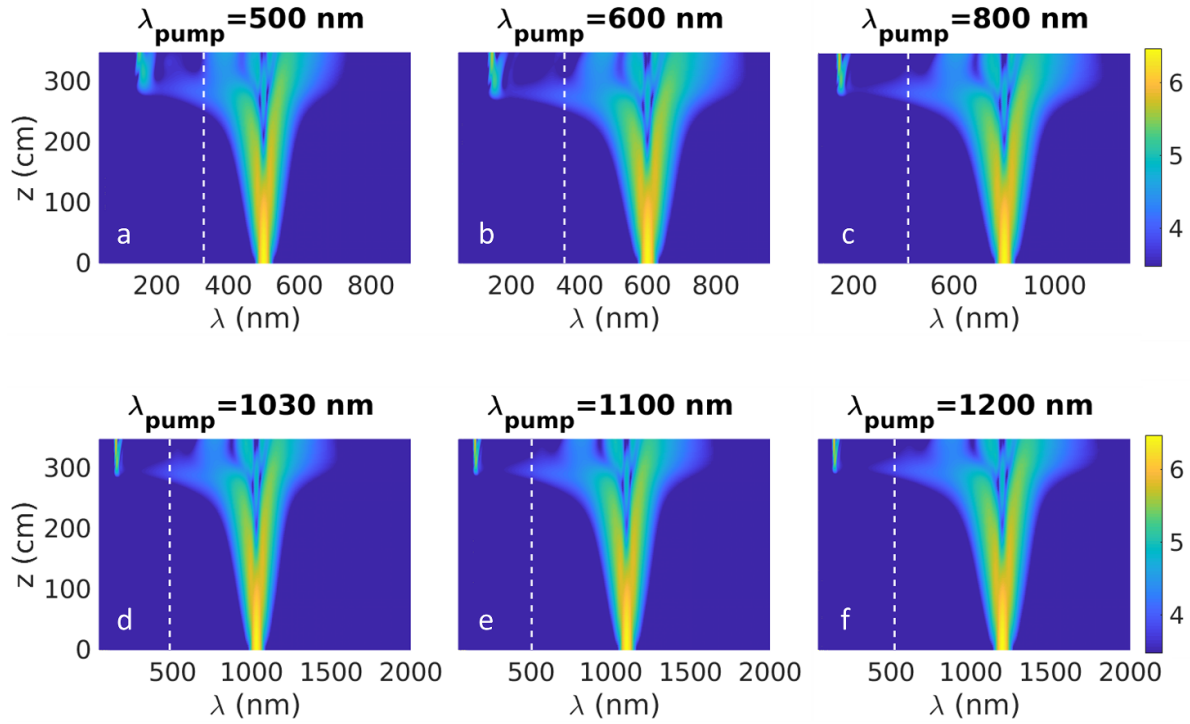 λpump=500 nm λpump=600 nm λpump=800 nm
300 6
z (cm)
200 5
100 4
a b c
0
200 400 600 800 200 400 600 800 200 600 1000
λ (nm) λ (nm) λ (nm)
λpump=1030 nm λpump=1100 nm λpump=1200 nm
300 6
z (cm)
200 5
100 4
d e f
0
500 1000 1500 2000 500 1000 1500 2000 500 1000 1500 2000
λ (nm) λ (nm) λ (nm)